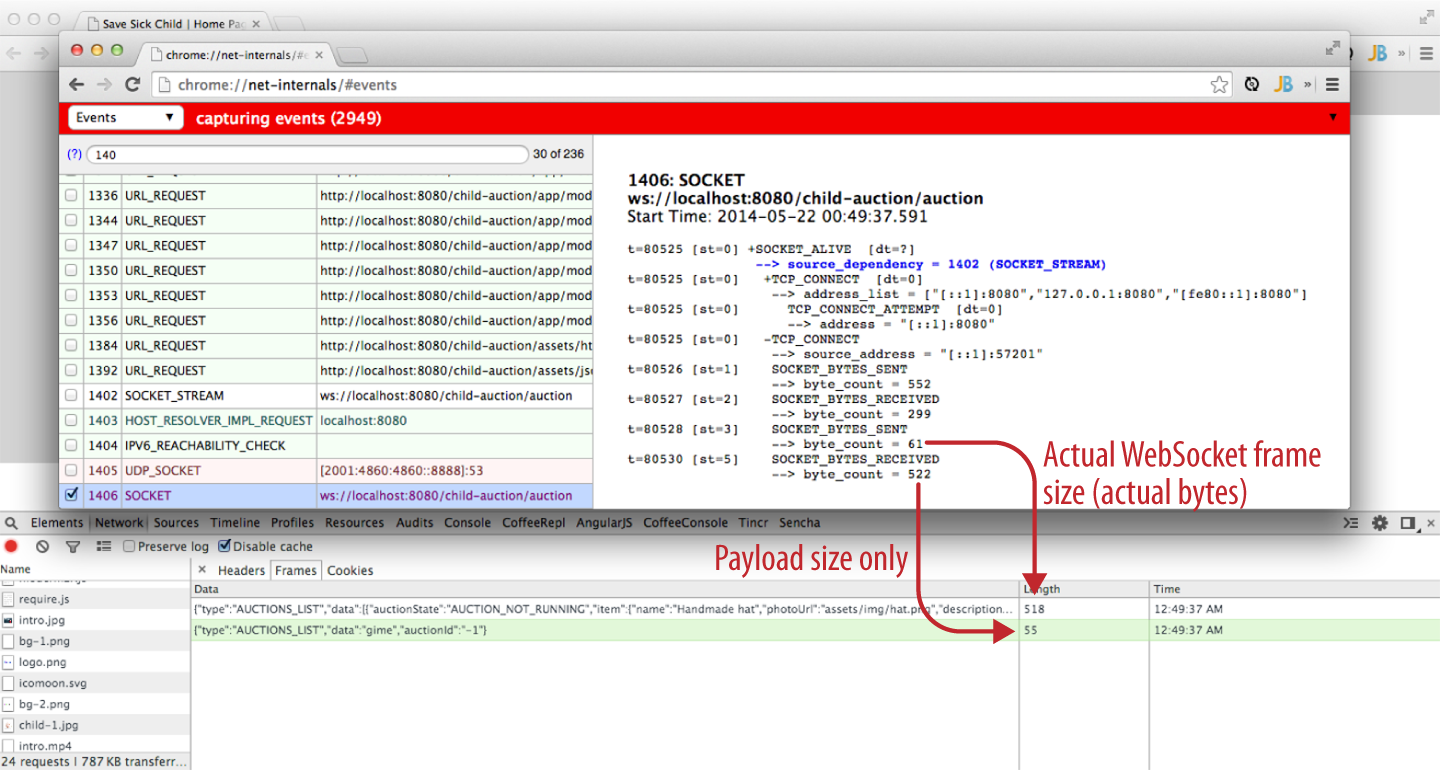 Save Sick Child | Home Pag
chrome://net-internals/#e
JB
chrome://net-internals/#events
JB
Events
capturing events (2949)
(?)
140
30 of 236
1336 URL_REQUEST http://localhost:8080/child-auction/app/mod
1344 URL_REQUEST http://localhost:8080/child-auction/app/mod
1347 URL_REQUEST http://localhost:8080/child-auction/app/mod
1350 URL_REQUEST http://localhost:8080/child-auction/app/mod
1353 URL_REQUEST http://localhost:8080/child-auction/app/mod
1356 URL_REQUEST http://localhost:8080/child-auction/app/mod
1384 URL_REQUEST http://localhost:8080/child-auction/assets/ht
1392 URL_REQUEST http://localhost:8080/child-auction/assets/js
1402 SOCKET_STREAM ws://localhost:8080/child-auction/auction
1403 HOST_RESOLVER_IMPL_REQUEST localhost:8080
1404 IPV6_REACHABILITY_CHECK
1405 UDP_SOCKET [2001:4860:4860::8888]:53
1406 SOCKET ws://localhost:8080/child-auction/auction
1406: SOCKET
ws://localhost:8080/child-auction/auction
Start Time: 2014-05-22 00:49:37.591
t=80525 [st=0] +SOCKET_ALIVE [dt=?]
--> source_dependency = 1402 (SOCKET_STREAM)
t=80525 [st=0] +TCP_CONNECT [dt=0]
--> address_list = ["[::1]:8080","127.0.0.1:8080","[fe80::1]:8080"]
t=80525 [st=0] TCP_CONNECT_ATTEMPT [dt=0]
--> address = "[::1]:8080"
t=80525 [st=0] -TCP_CONNECT
--> source_address = "[::1]:57201"
t=80526 [st=1] SOCKET_BYTES_SENT
--> byte_count = 552
t=80527 [st=2] SOCKET_BYTES_RECEIVED
--> byte_count = 299
t=80528 [st=3] SOCKET_BYTES_SENT
--> byte_count = 61
t=80530 [st=5] SOCKET_BYTES_RECEIVED
--> byte_count = 522
Actual WebSocket frame
size (actual bytes)
Payload size only
Elements Network Sources Timeline Profiles Resources Audits Console CoffeeRepl AngularJS CoffeeConsole Tincr Sencha
Preserve log Disable cache
Name
require.js
intro.jpg
bg-1.png
logo.png
icomoon.svg
bg-2.png
child-1.jpg
intro.mp4
24 requests | 787 KB transferr...
Headers Frames Cookies
Data Length Time
{"type":"AUCTIONS_LIST","data":[{"auctionState":"AUCTION_NOT_RUNNING","item":{"name":"Handmade hat","photoUrl":"assets/img/hat.png","description... 518 12:49:37 AM
{"type":"AUCTIONS_LIST","data":"gime","auctionId":"-1"} 55 12:49:37 AM